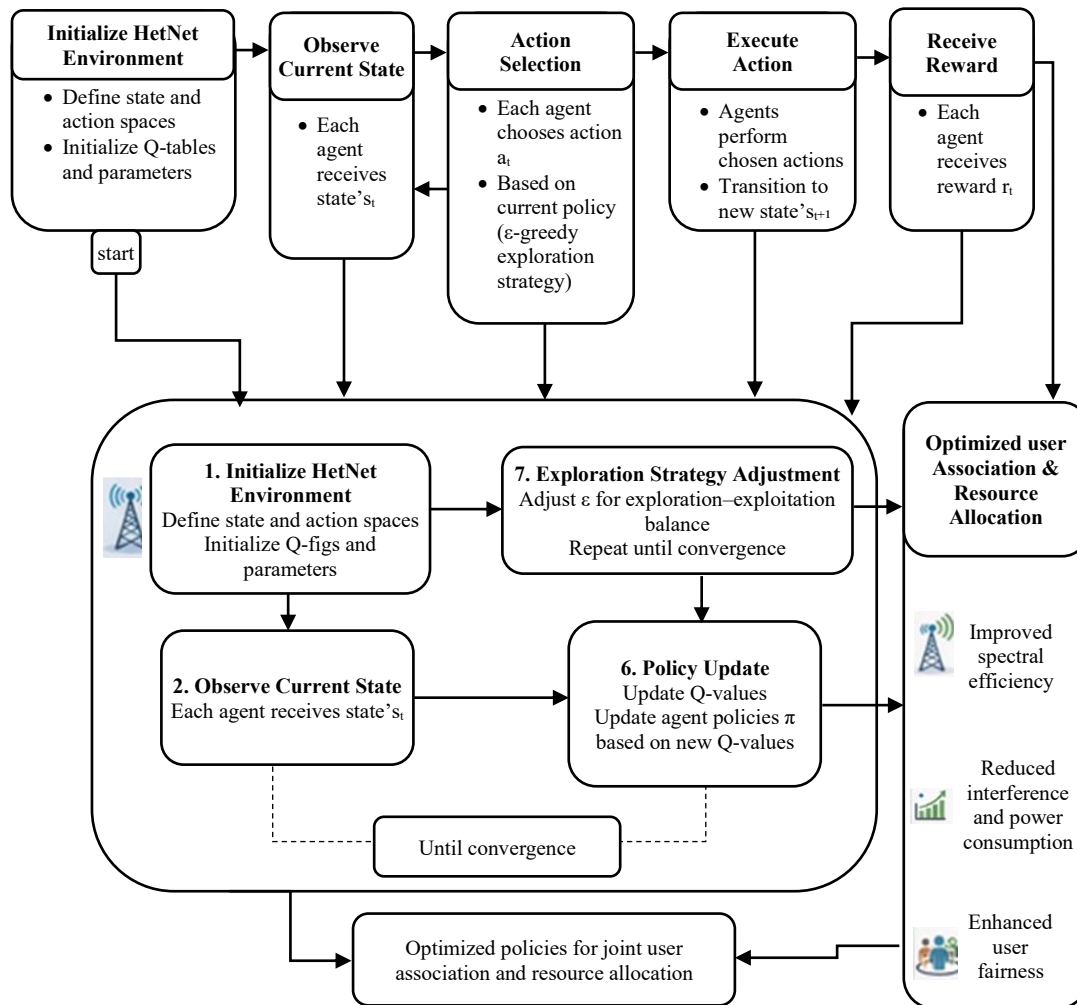 Initialize HetNet
Environment
• Define state and
action spaces
• Initialize Q-tables
and parameters
start
Observe
Current State
• Each
agent
receives
state'sₜ
Action
Selection
• Each agent
chooses action
aₜ
• Based on
current policy
(ε-greedy
exploration
strategy)
Execute
Action
• Agents
perform
chosen actions
• Transition to
new state'sₜ₊₁
Receive
Reward
• Each
agent
receives
reward rₜ
1. Initialize HetNet
Environment
Define state and action spaces
Initialize Q-figs and
parameters
7. Exploration Strategy Adjustment
Adjust ε for exploration–exploitation
balance
Repeat until convergence
2. Observe Current State
Each agent receives state'sₜ
6. Policy Update
Update Q-values
Update agent policies π
based on new Q-values
Until convergence
Optimized user
Association &
Resource
Allocation
Improved
spectral
efficiency
Reduced
interference
and power
consumption
Enhanced
user
fairness
Optimized policies for joint user
association and resource allocation